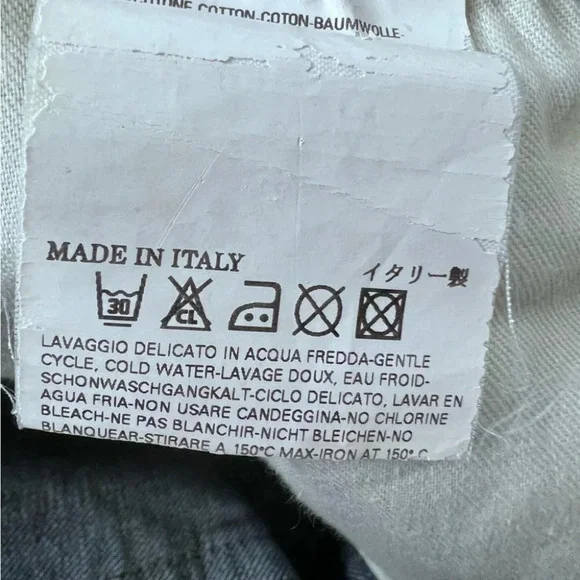 COTTON-COTON-BAUMWOLLE-
MADE IN ITALY
イタリー製
30 CL
LAVAGGIO DELICATO IN ACQUA FREDDA-GENTLE
CYCLE, COLD WATER-LAVAGE DOUX, EAU FROID-
SCHONWASCHGANGKALT-CICLO DELICATO, LAVAR EN
AGUA FRIA-NON USARE CANDEGGINA-NO CHLORINE
BLEACH-NE PAS BLANCHIR-NICHT BLEICHEN-NO
BLANQUEAR-STIRARE A 150°C MAX-IRON AT 150° C